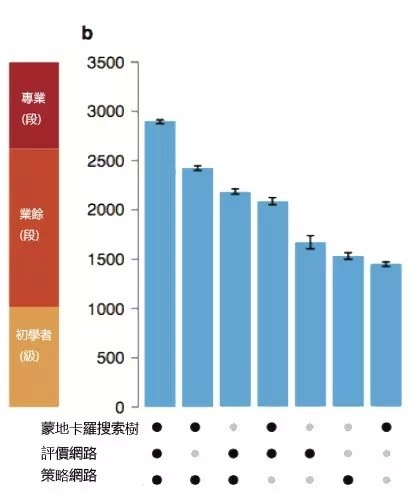 b
專業
(段)
業餘
(段)
初學者
(級)
3500
3000
2500
2000
1500
1000
500
0
蒙地卡羅搜索樹
評價網路
策略網路